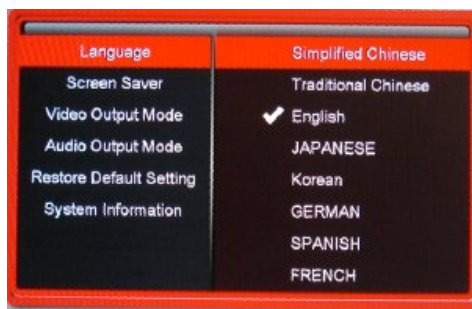 Language
Screen Saver
Video Output Mode
Audio Output Mode
Restore Default Setting
System Information
Simplified Chinese
Traditional Chinese
English
JAPANESE
Korean
GERMAN
SPANISH
FRENCH